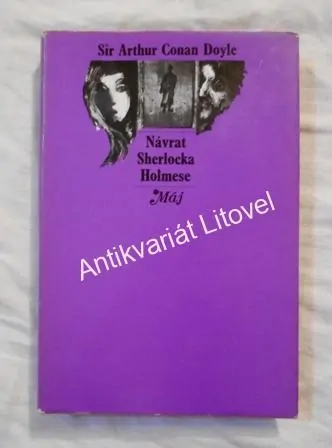 Sir Arthur Conan Doyle
Návrat
Sherlocka
Holmese
Máj
Antikvariát Litovel